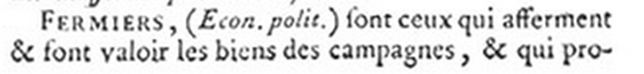 FERMIERS, (Econ. polit.) ſont ceux qui afferment
& font valoir les biens des campagnes, & qui pro-